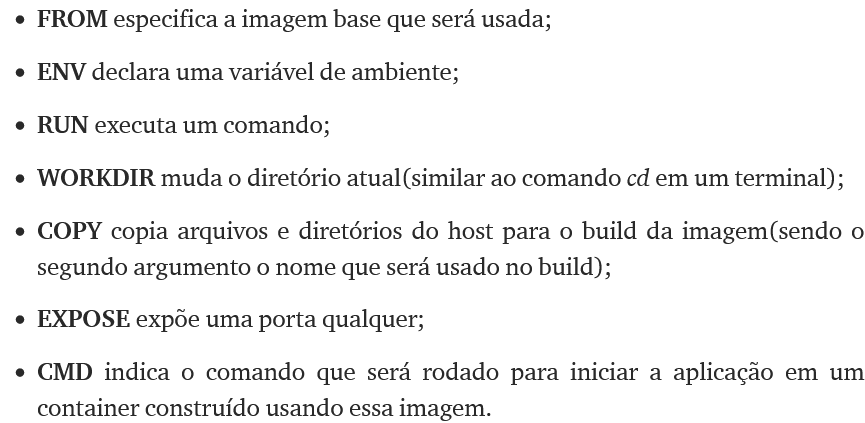 • FROM especifica a imagem base que será usada;
• ENV declara uma variável de ambiente;
• RUN executa um comando;
• WORKDIR muda o diretório atual(similar ao comando cd em um terminal);
• COPY copia arquivos e diretórios do host para o build da imagem(sendo o
segundo argumento o nome que será usado no build);
• EXPOSE expõe uma porta qualquer;
• CMD indica o comando que será rodado para iniciar a aplicação em um
container construído usando essa imagem.